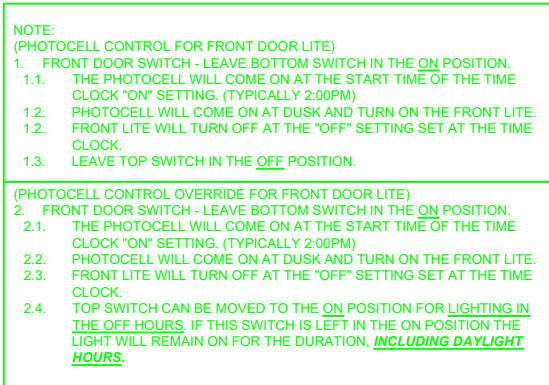 NOTE:
(PHOTOCELL CONTROL FOR FRONT DOOR LITE)
1. FRONT DOOR SWITCH - LEAVE BOTTOM SWITCH IN THE ON POSITION.
1.1. THE PHOTOCELL WILL COME ON AT THE START TIME OF THE TIME
CLOCK "ON" SETTING. (TYPICALLY 2:00PM)
1.2. PHOTOCELL WILL COME ON AT DUSK AND TURN ON THE FRONT LITE.
1.2. FRONT LITE WILL TURN OFF AT THE "OFF" SETTING SET AT THE TIME
CLOCK.
1.3. LEAVE TOP SWITCH IN THE OFF POSITION.
(PHOTOCELL CONTROL OVERRIDE FOR FRONT DOOR LITE)
2. FRONT DOOR SWITCH - LEAVE BOTTOM SWITCH IN THE ON POSITION.
2.1. THE PHOTOCELL WILL COME ON AT THE START TIME OF THE TIME
CLOCK "ON" SETTING. (TYPICALLY 2:00PM)
2.2. PHOTOCELL WILL COME ON AT DUSK AND TURN ON THE FRONT LITE.
2.3. FRONT LITE WILL TURN OFF AT THE "OFF" SETTING SET AT THE TIME
CLOCK.
2.4. TOP SWITCH CAN BE MOVED TO THE ON POSITION FOR LIGHTING IN
THE OFF HOURS. IF THIS SWITCH IS LEFT IN THE ON POSITION THE
LIGHT WILL REMAIN ON FOR THE DURATION, INCLUDING DAYLIGHT
HOURS.